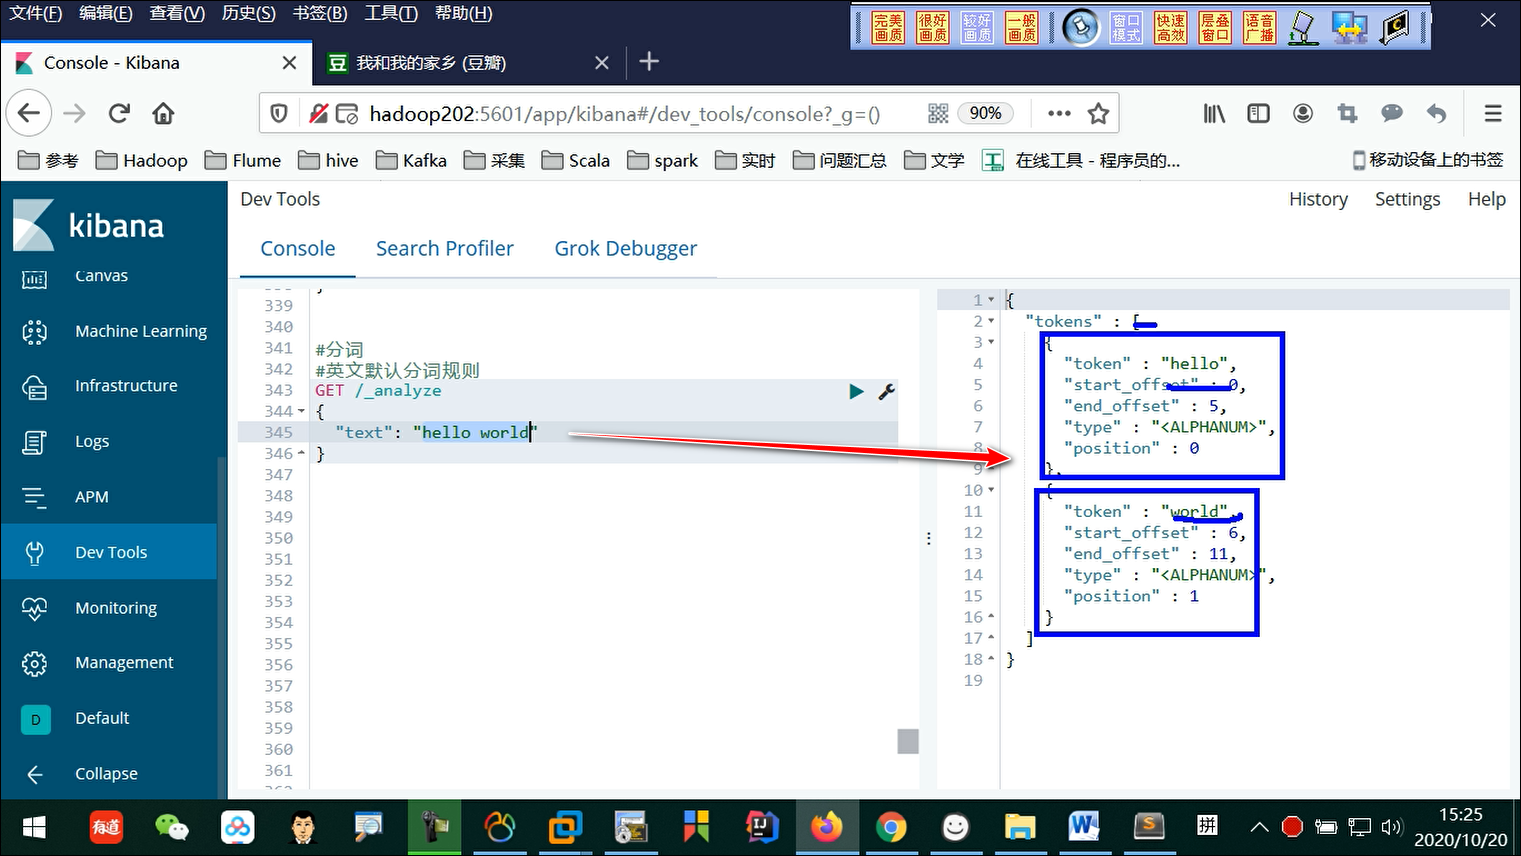 文件(F) 编辑(E) 查看(V) 历史(S) 书签(B) 工具(T) 帮助(H)
完美画质 很好画质 较好画质 一般画质 窗口模式 快速高效 层叠窗口 语音广播
Console - Kibana 豆 我和我的家乡 (豆瓣)
hadoop202:5601/app/kibana#/dev_tools/console?_g=() 90%
参考 Hadoop Flume hive Kafka 采集 Scala spark 实时 问题汇总 文学 工 在线工具 - 程序员的... 移动设备上的书签
kibana
Canvas
Machine Learning
Infrastructure
Logs
APM
Dev Tools
Monitoring
Management
D Default
Collapse
Dev Tools
History Settings Help
Console Search Profiler Grok Debugger
339
340
341 #分词
342 #英文默认分词规则
343 GET /_analyze
344 {
345 "text": "hello world"
346 }
347
348
349
350
351
352
353
354
355
356
357
358
359
360
361
1 {
2 "tokens" : [
3 {
4 "token" : "hello",
5 "start_offset" : 0,
6 "end_offset" : 5,
7 "type" : "<ALPHANUM>",
8 "position" : 0
9 },
10 {
11 "token" : "world",
12 "start_offset" : 6,
13 "end_offset" : 11,
14 "type" : "<ALPHANUM>",
15 "position" : 1
16 }
17 ]
18 }
19
有道 IJ W S 拼
15:25
2020/10/20